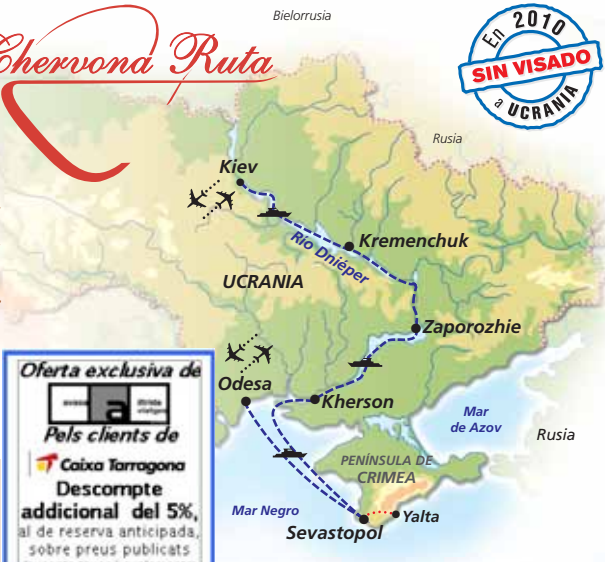 Bielorrusia
Chervona Ruta
En 2010
SIN VISADO
a UCRANIA
Rusia
Kiev
Río Dniéper
Kremenchuk
UCRANIA
Zaporozhie
Odesa
Kherson
Mar
de Azov
Rusia
PENÍNSULA DE
CRIMEA
Mar Negro
Yalta
Sevastopol
Oferta exclusiva de
a
Pels clients de
Caixa Tarragona
Descompte
addicional del 5%,
al de reserva anticipada,
sobre preus publicats